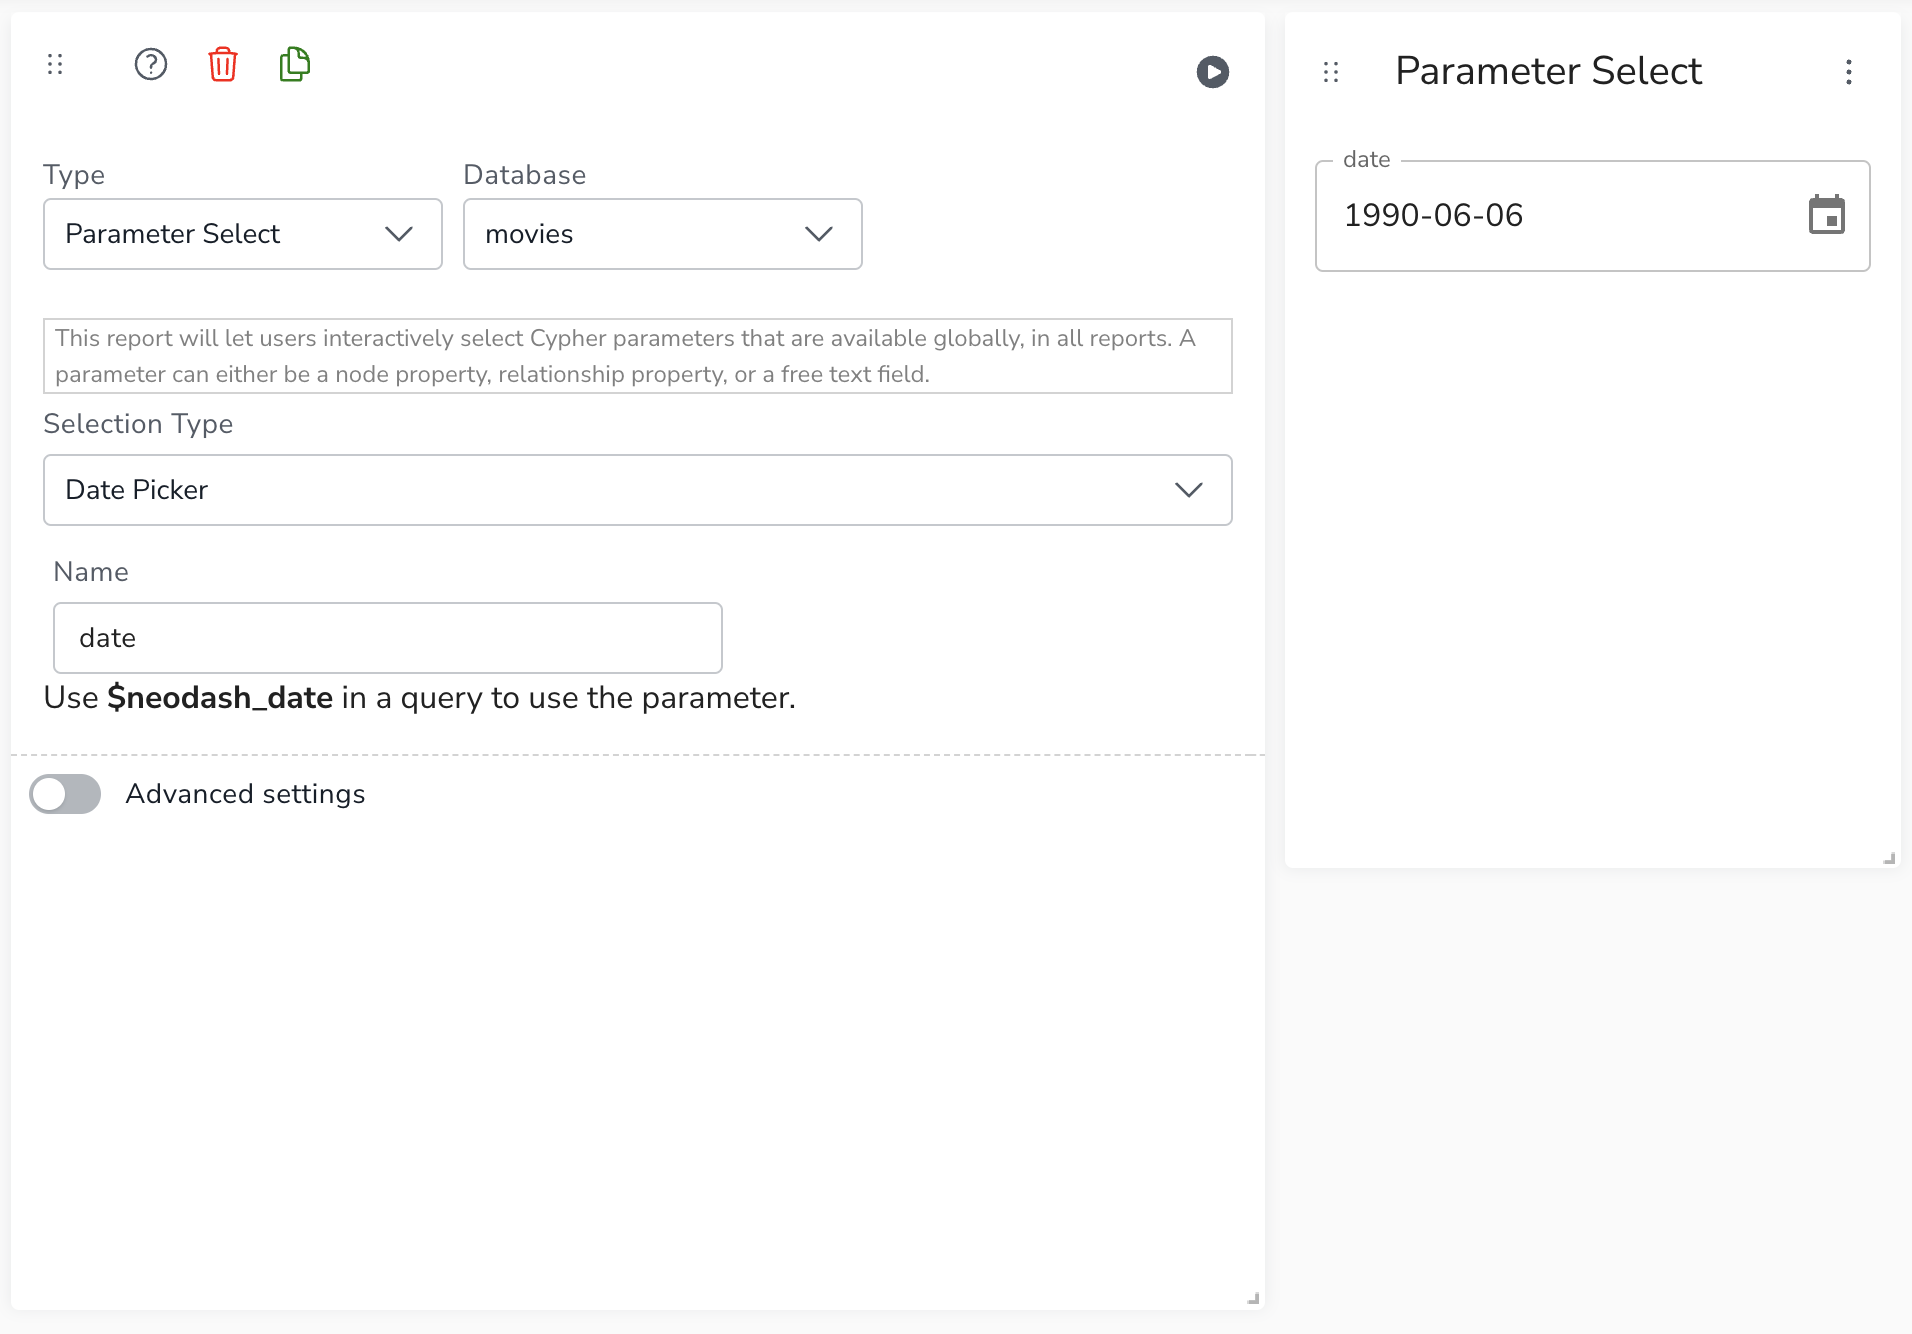 Type
Database
Parameter Select
movies
This report will let users interactively select Cypher parameters that are available globally, in all reports. A
parameter can either be a node property, relationship property, or a free text field.
Selection Type
Date Picker
Name
date
Use $neodash_date in a query to use the parameter.
Advanced settings
Parameter Select
date
1990-06-06